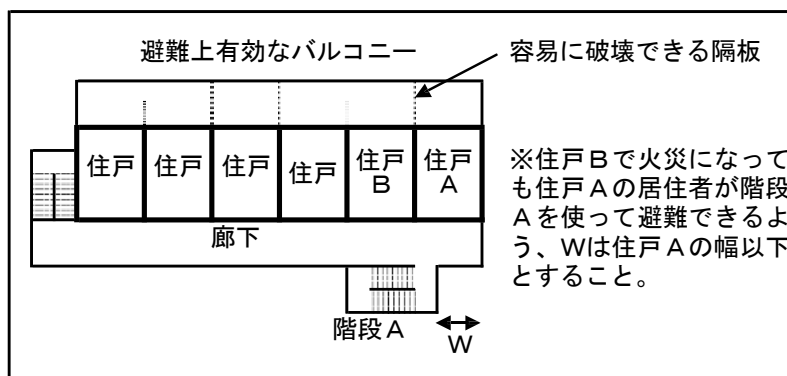 避難上有効なバルコニー
容易に破壊できる隔板
住戸
住戸
住戸
住戸
住戸
B
住戸
A
※住戸Bで火災になって
も住戸Aの居住者が階段
Aを使って避難できるよ
う、Wは住戸Aの幅以下
とすること。
廊下
階段A
W